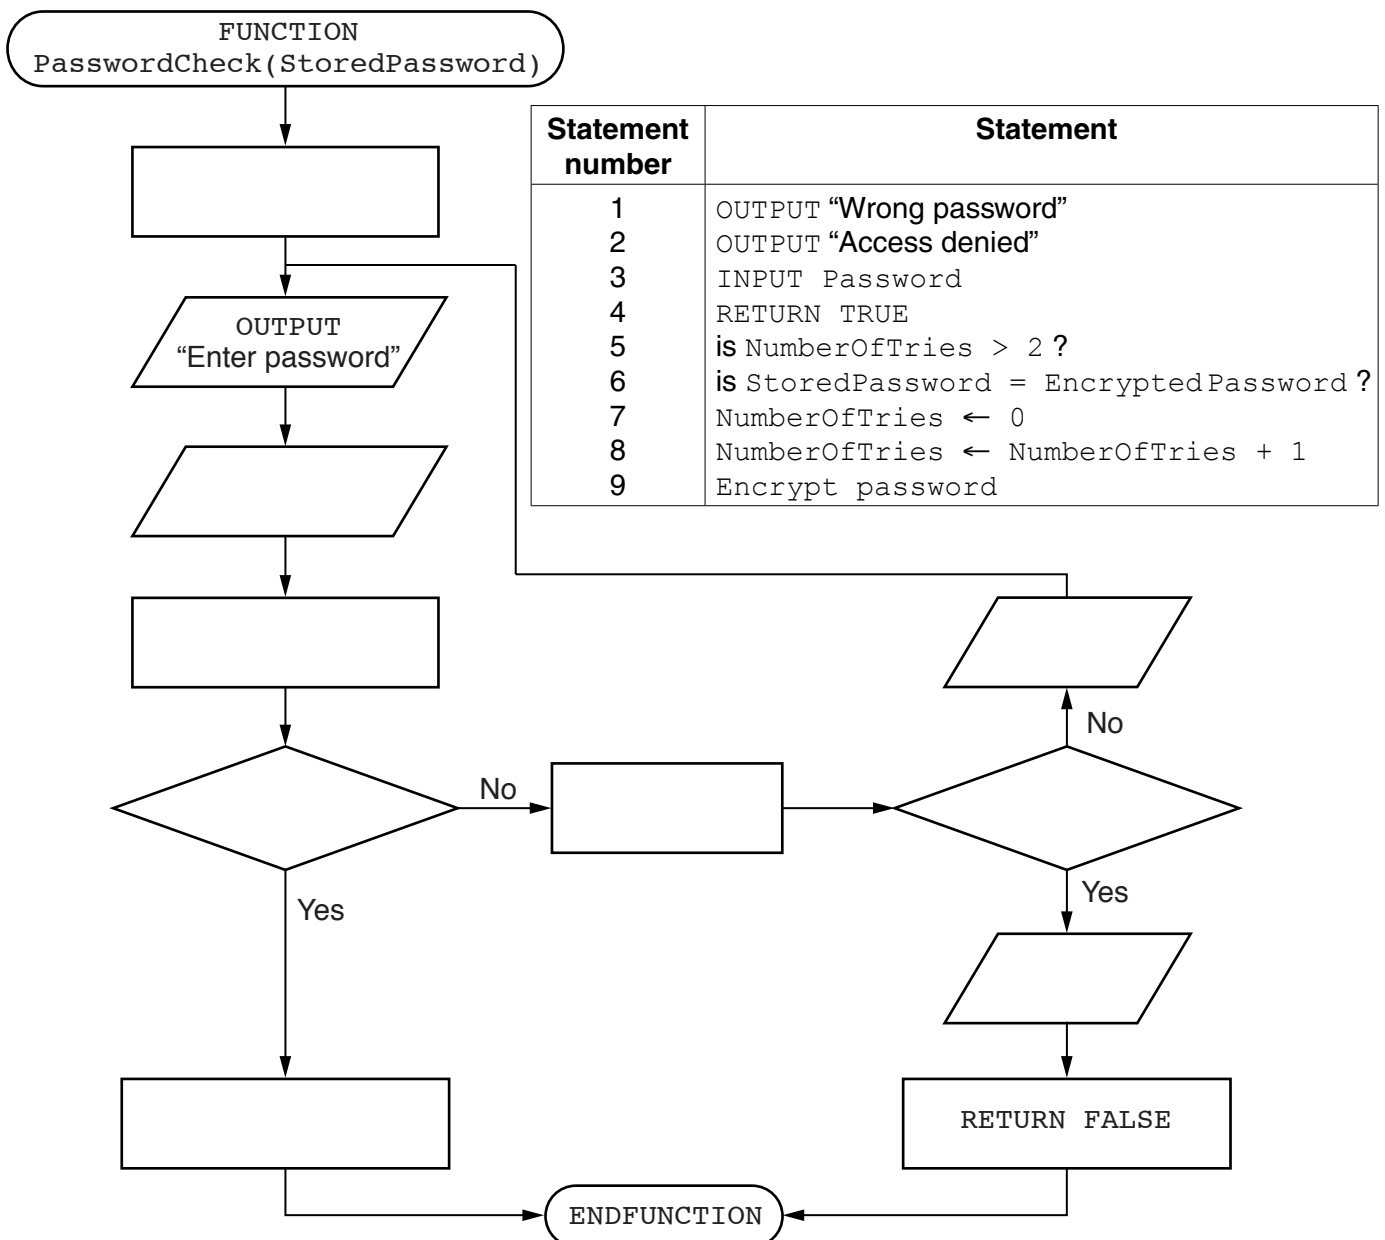 FUNCTION
PasswordCheck(StoredPassword)
Statement number
Statement
1 OUTPUT “Wrong password”
2 OUTPUT “Access denied”
3 INPUT Password
4 RETURN TRUE
5 is NumberOfTries > 2 ?
6 is StoredPassword = EncryptedPassword ?
7 NumberOfTries ← 0
8 NumberOfTries ← NumberOfTries + 1
9 Encrypt password
OUTPUT
“Enter password”
No
No
Yes
Yes
RETURN FALSE
ENDFUNCTION